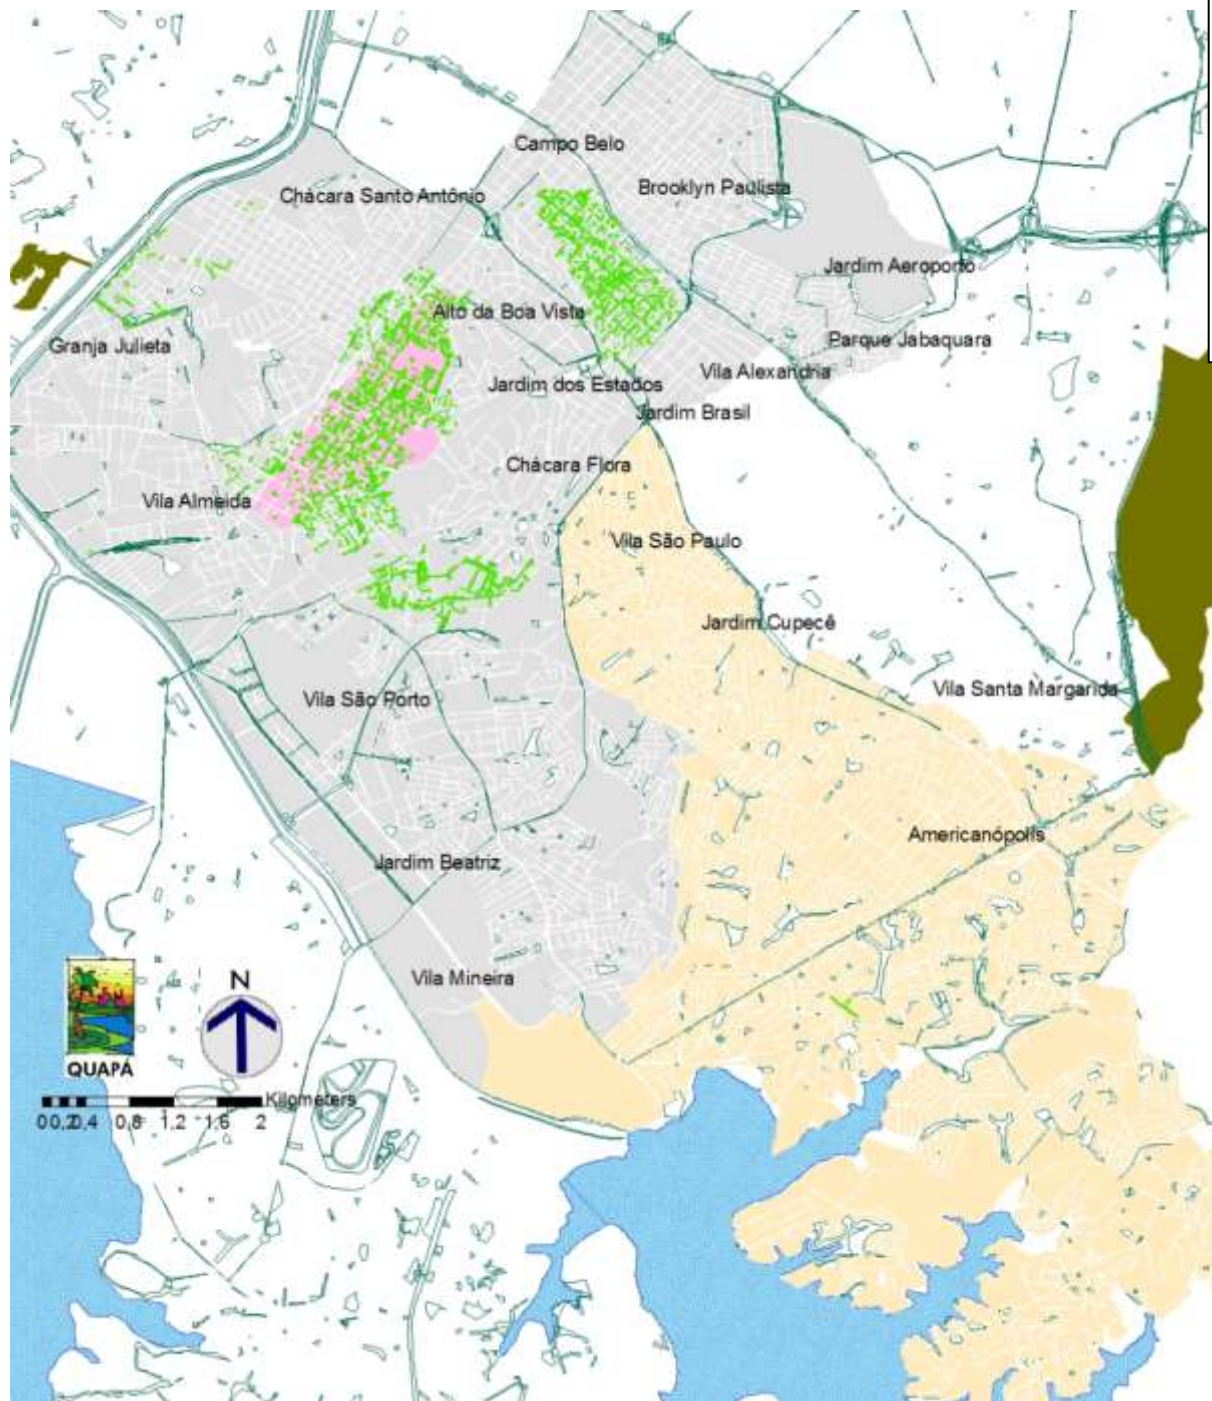 Campo Belo
Brooklyn Paulista
Chácara Santo Antônio
Jardim Aeroporto
Alto da Boa Vista
Parque Jabaquara
Granja Julieta
Vila Alexandria
Jardim dos Estados
Jardim Brasil
Chácara Flora
Vila Almeida
Vila São Paulo
Jardim Cupecê
Vila Santa Margarida
Vila São Porto
Americanópolis
Jardim Beatriz
Vila Mineira
N
QUAPÁ
Kilometers
0 0,2 0,4 0,8 1,2 1,6 2